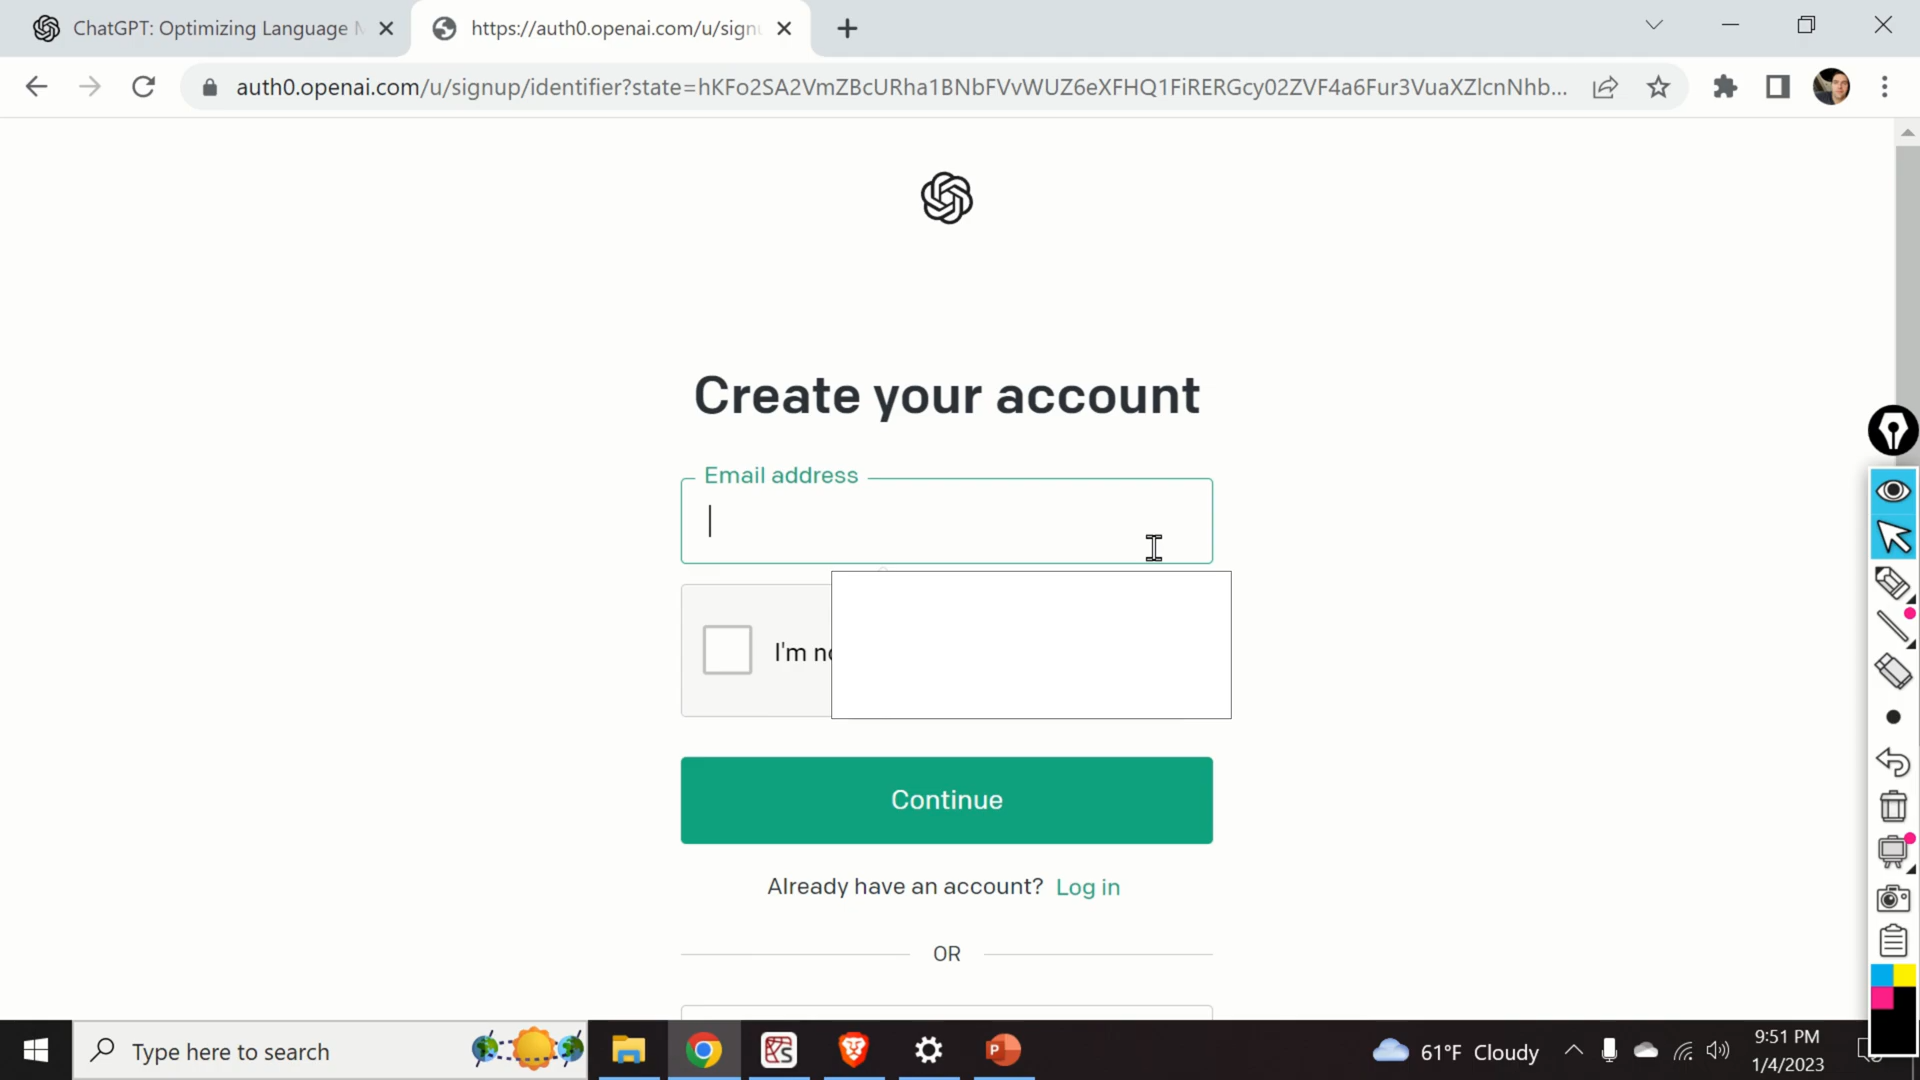 ChatGPT: Optimizing Language
https://auth0.openai.com/u/sign
auth0.openai.com/u/signup/identifier?state=hKFo2SA2VmZBcURha1BNbFVvWUZ6eXFHQ1FiRERGcy02ZVF4a6Fur3VuaXZlcnNhb...
Create your account
Email address
I'm no
Continue
Already have an account? Log in
OR
Type here to search
61°F Cloudy
9:51 PM
1/4/2023